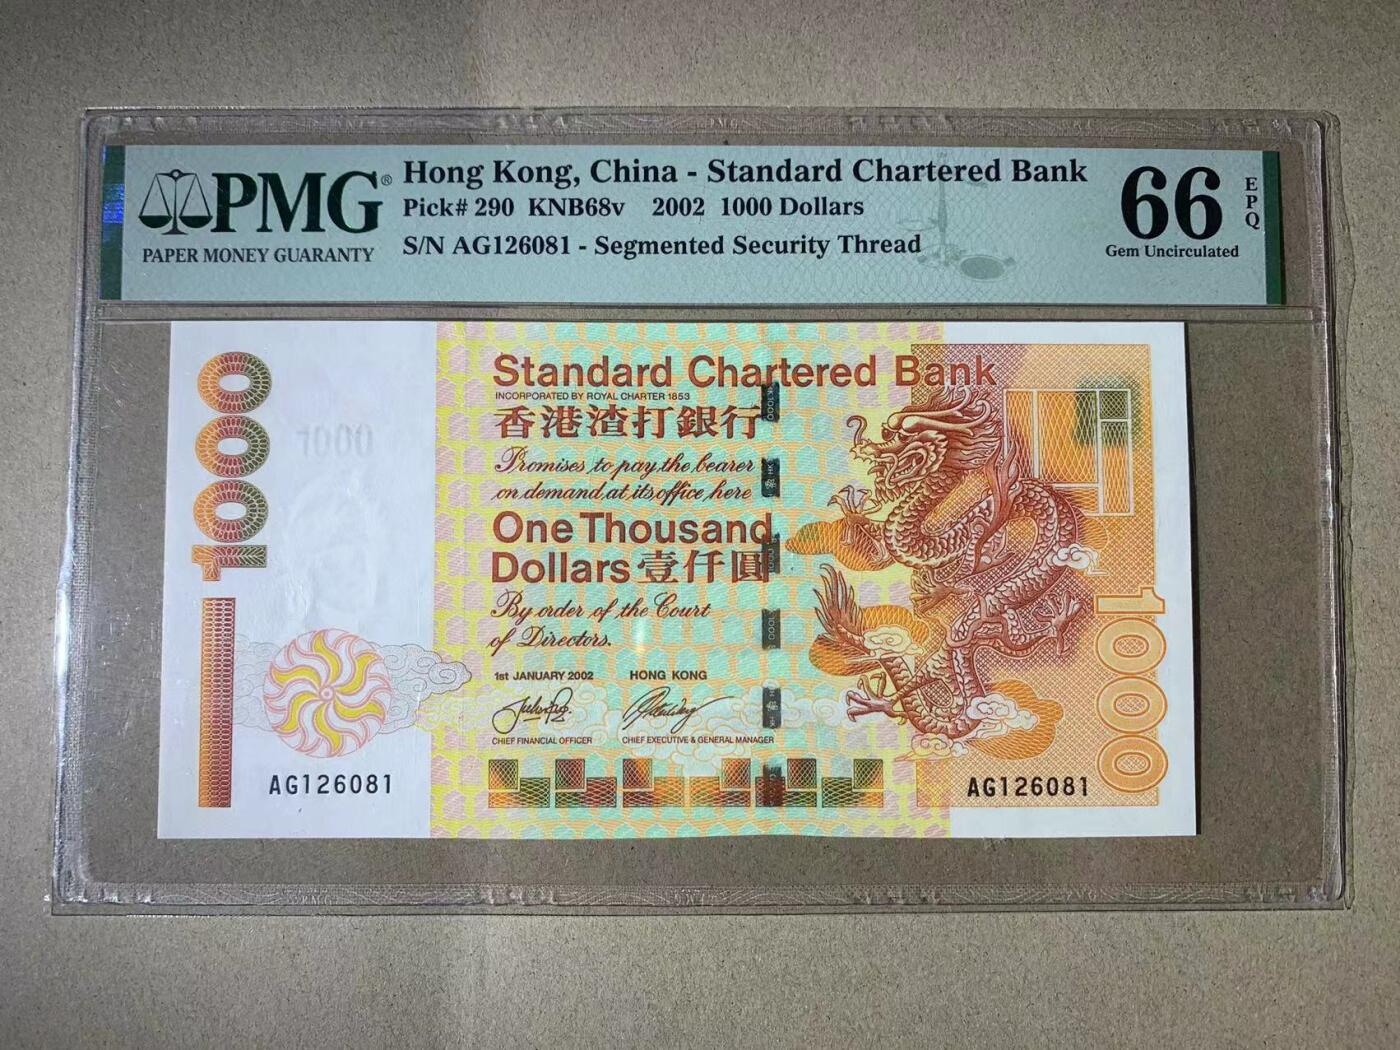 PMG®
PAPER MONEY GUARANTY
Hong Kong, China - Standard Chartered Bank
Pick# 290 KNB68v 2002 1000 Dollars
S/N AG126081 - Segmented Security Thread
66
EPQ
Gem Uncirculated
1000
Standard Chartered Bank
INCORPORATED BY ROYAL CHARTER 1853
香港渣打銀行
Promises to pay the bearer
on demand at its office here
One Thousand
Dollars 壹仟圓
By order of the Court
of Directors.
1st JANUARY 2002 HONG KONG
CHIEF FINANCIAL OFFICER CHIEF EXECUTIVE & GENERAL MANAGER
AG126081
AG126081
1000